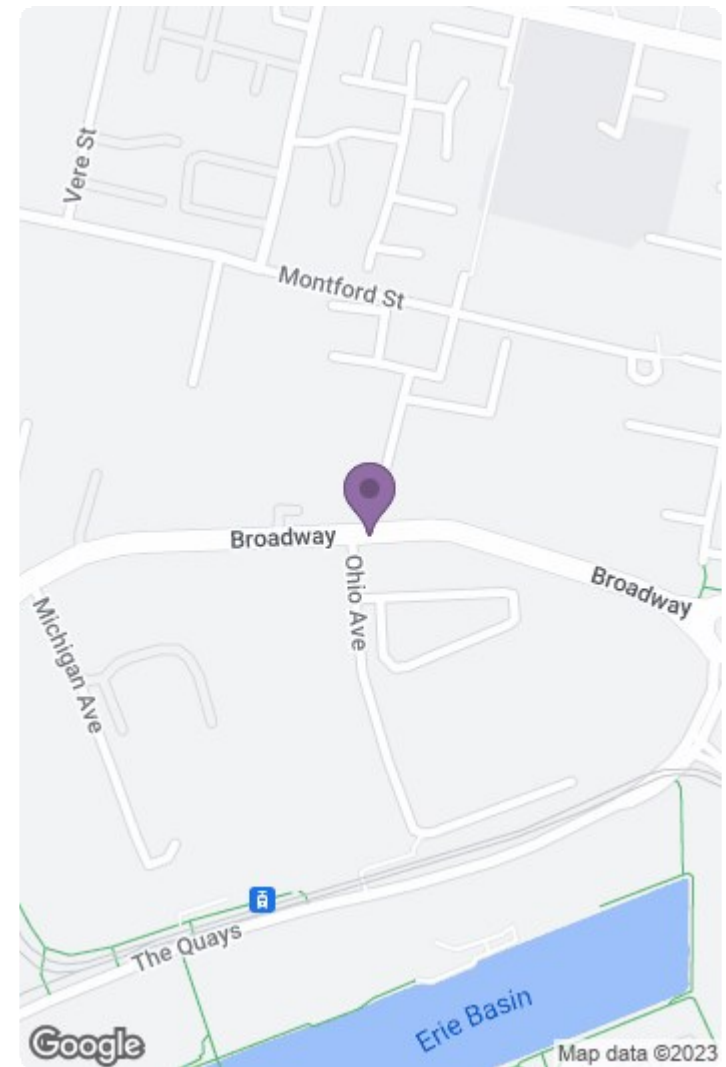 Vere St
Montford St
Broadway
Ohio Ave
Broadway
Michigan Ave
The Quays
Erie Basin
Google
Map data ©2023